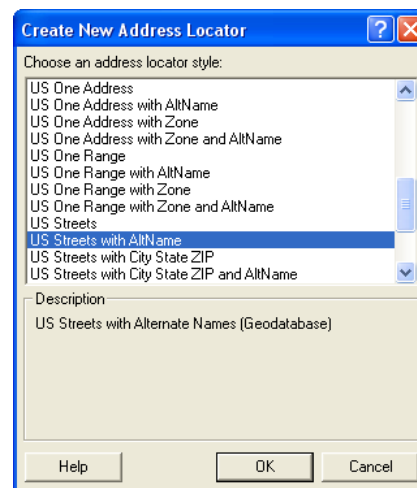 Create New Address Locator
Choose an address locator style:
US One Address
US One Address with AltName
US One Address with Zone
US One Address with Zone and AltName
US One Range
US One Range with AltName
US One Range with Zone
US One Range with Zone and AltName
US Streets
US Streets with AltName
US Streets with City State ZIP
US Streets with City State ZIP and AltName
Description
US Streets with Alternate Names (Geodatabase)
Help OK Cancel